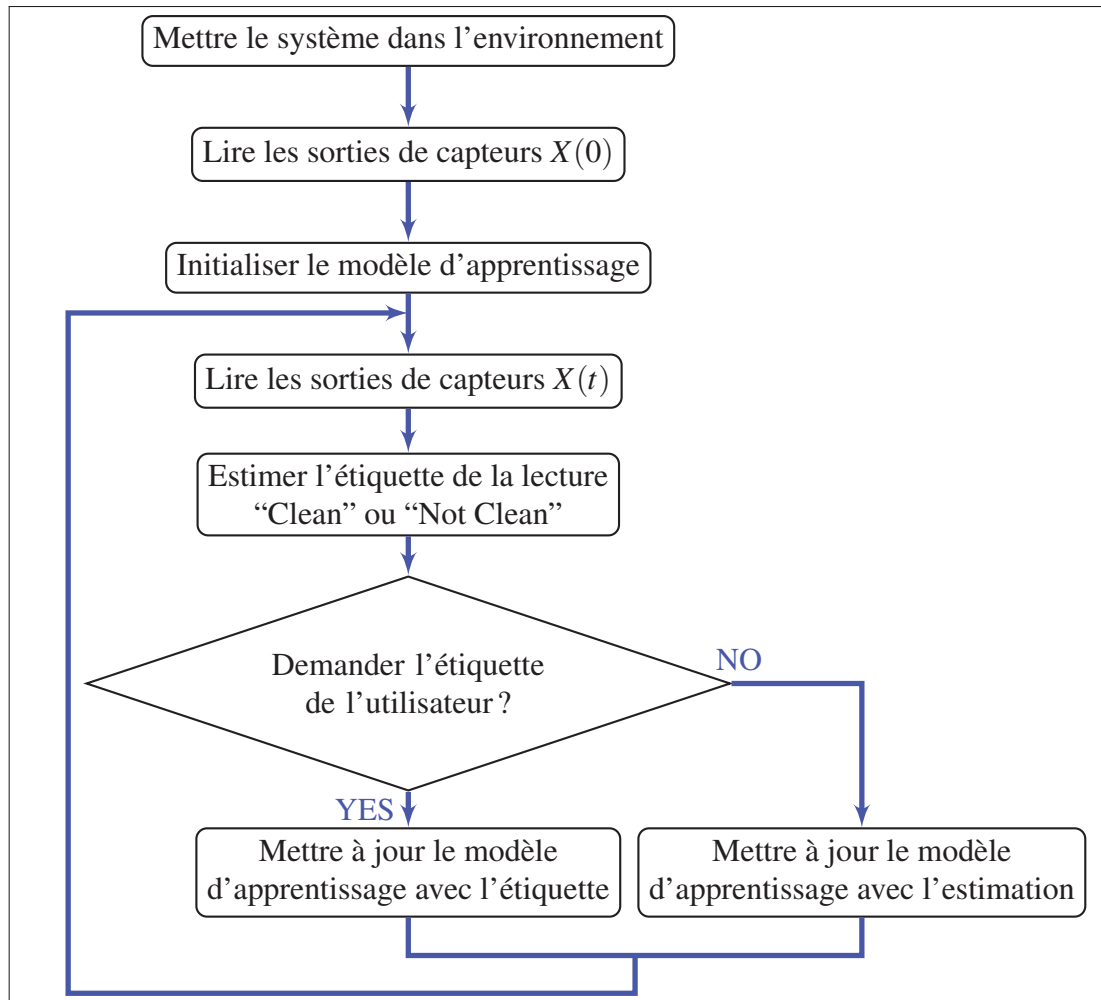 Mettre le système dans l'environnement
Lire les sorties de capteurs X(0)
Initialiser le modèle d'apprentissage
Lire les sorties de capteurs X(t)
Estimer l'étiquette de la lecture
“Clean” ou “Not Clean”
Demander l'étiquette
de l'utilisateur ?
NO
YES
Mettre à jour le modèle
d'apprentissage avec l'étiquette
Mettre à jour le modèle
d'apprentissage avec l'estimation